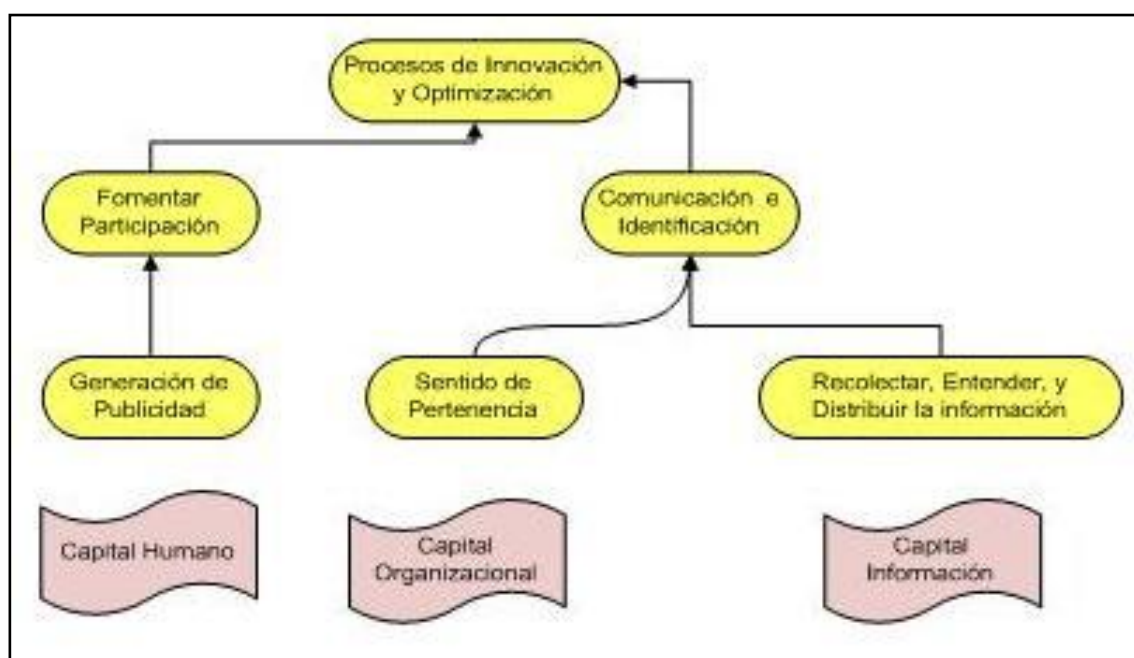 Procesos de Innovación
y Optimización
Fomentar
Participación
Comunicación e
Identificación
Generación de
Publicidad
Sentido de
Pertenencia
Recolectar, Entender, y
Distribuir la información
Capital Humano
Capital
Organizacional
Capital
Información